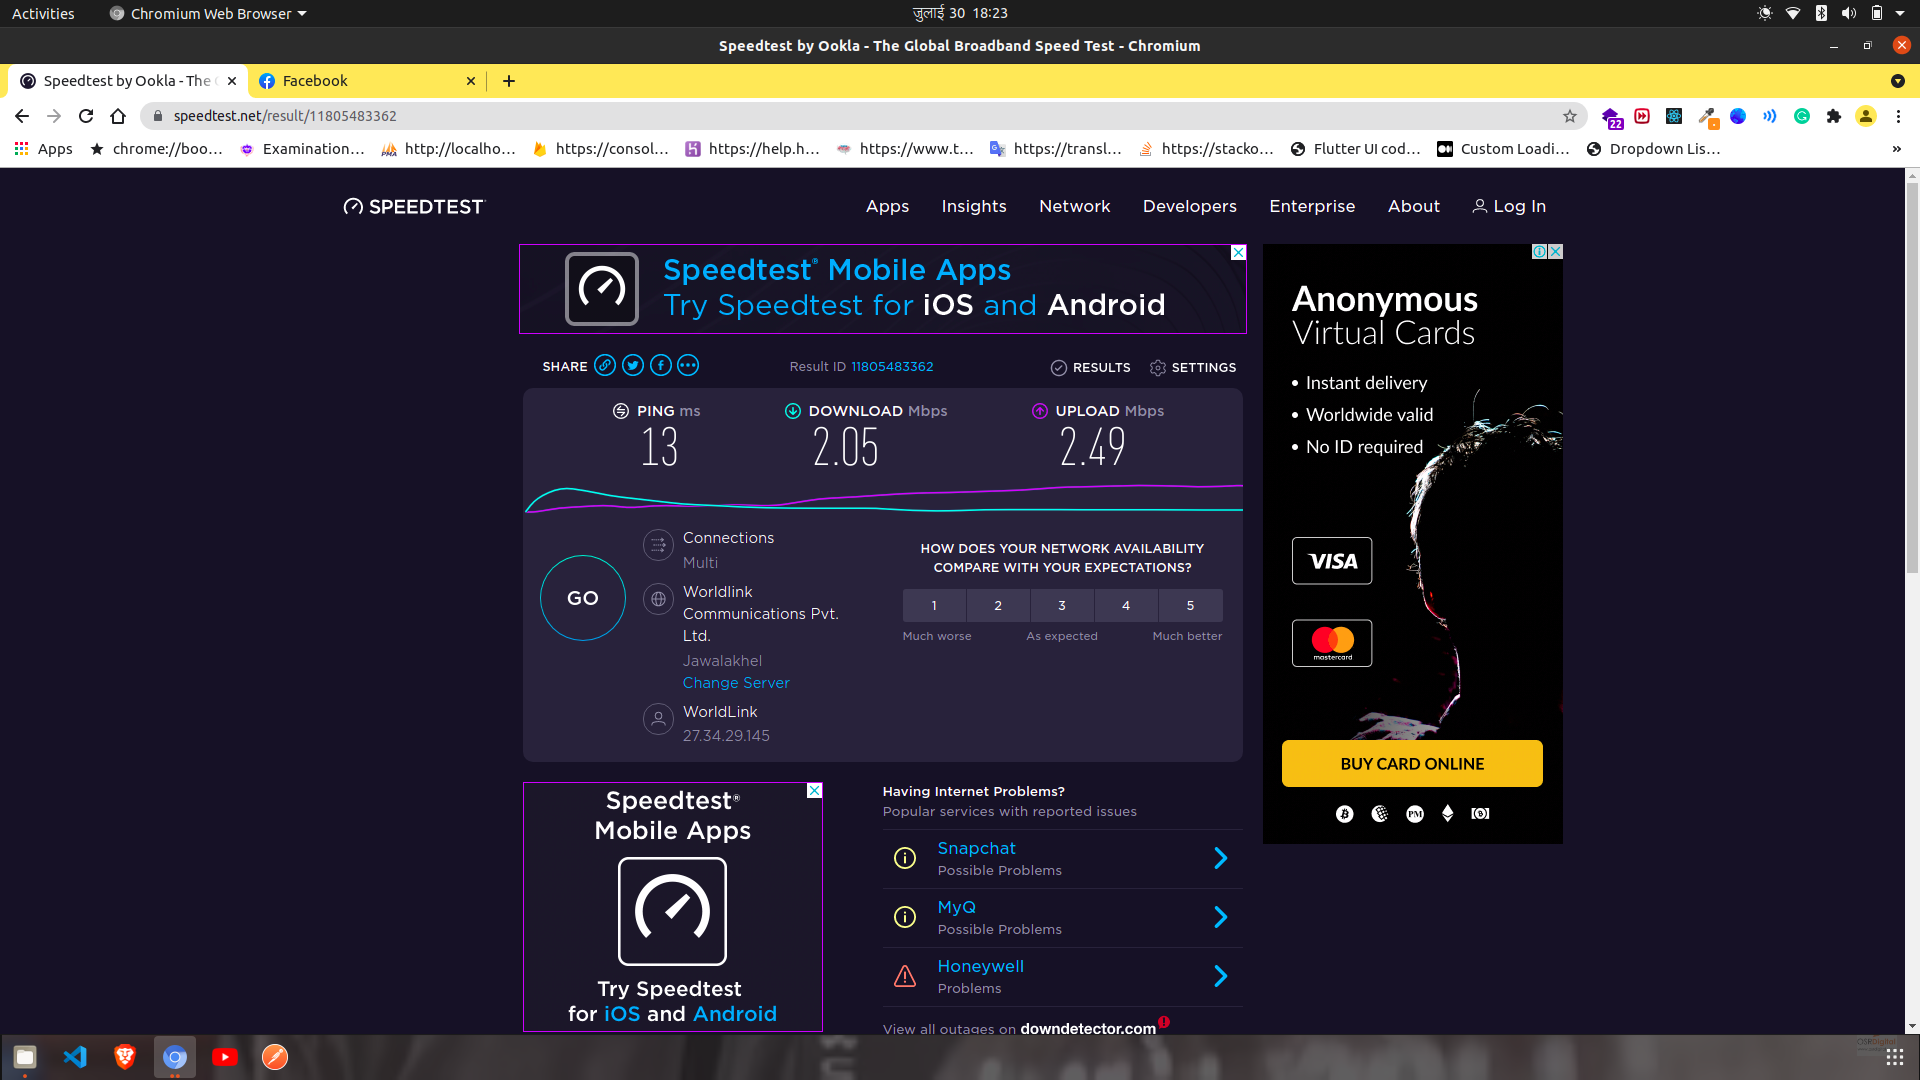 Activities
Chromium Web Browser
जुलाई 30 18:23
Speedtest by Ookla - The Global Broadband Speed Test - Chromium
Speedtest by Ookla - The
Facebook
speedtest.net/result/11805483362
22
Apps
chrome://boo...
Examination...
http://localho...
https://consol...
https://help.h...
https://www.t...
https://transl...
https://stacko...
Flutter UI cod...
Custom Loadi...
Dropdown Lis...
»
SPEEDTEST
Apps
Insights
Network
Developers
Enterprise
About
Log In
Speedtest® Mobile Apps
Try Speedtest for iOS and Android
SHARE
Result ID 11805483362
RESULTS
SETTINGS
PING ms
DOWNLOAD Mbps
UPLOAD Mbps
13
2.05
2.49
GO
Connections
Multi
Worldlink
Communications Pvt.
Ltd.
Jawalakhel
Change Server
WorldLink
27.34.29.145
HOW DOES YOUR NETWORK AVAILABILITY
COMPARE WITH YOUR EXPECTATIONS?
1 2 3 4 5
Much worse As expected Much better
Anonymous
Virtual Cards
• Instant delivery
• Worldwide valid
• No ID required
VISA
mastercard
BUY CARD ONLINE
PM
Speedtest®
Mobile Apps
Try Speedtest
for iOS and Android
Having Internet Problems?
Popular services with reported issues
Snapchat
Possible Problems
MyQ
Possible Problems
Honeywell
Problems
View all outages on downdetector.com